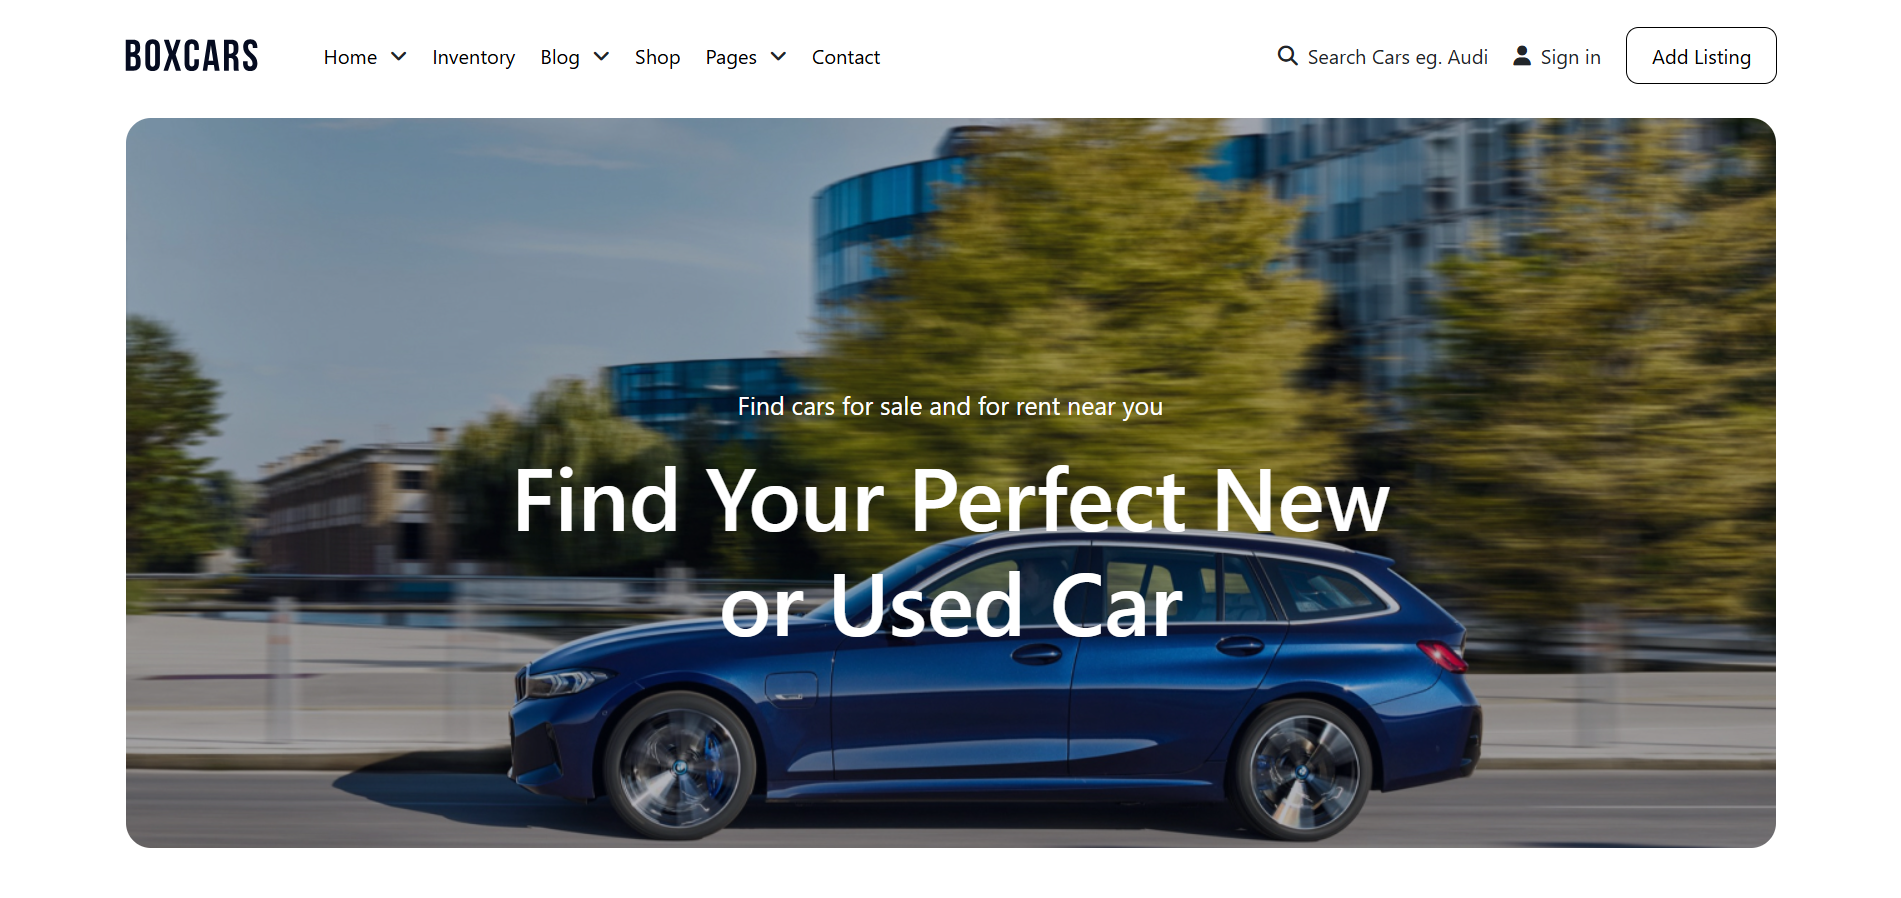 BOXCARS
Home Inventory Blog Shop Pages Contact Search Cars eg. Audi Sign in Add Listing
Find cars for sale and for rent near you
Find Your Perfect New
or Used Car